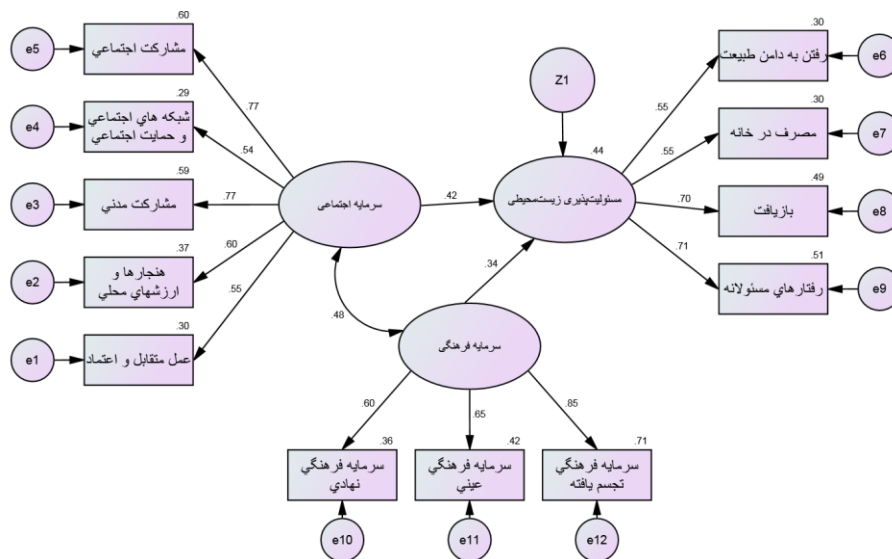 .60
e5
مشاركت اجتماعي
.77
.29
e4
شبكه هاي اجتماعي
و حمايت اجتماعي
.54
.59
e3
مشاركت مدني
.77
.37
e2
هنجارها و
ارزشهاي محلي
.60
.30
e1
عمل متقابل و اعتماد
.55
سرمایه اجتماعی
.42
Z1
.44
مسئولیت‌پذیری زیست‌محیطی
.30
رفتن به دامن طبيعت
e6
.55
.30
مصرف در خانه
e7
.55
.49
بازيافت
e8
.70
.51
رفتارهاي مسئولانه
e9
.71
.34
.48
سرمایه فرهنگی
.60
.65
.85
.36
سرمايه فرهنگي
نهادي
.42
سرمايه فرهنگي
عيني
.71
سرمايه فرهنگي
تجسم يافته
e10
e11
e12